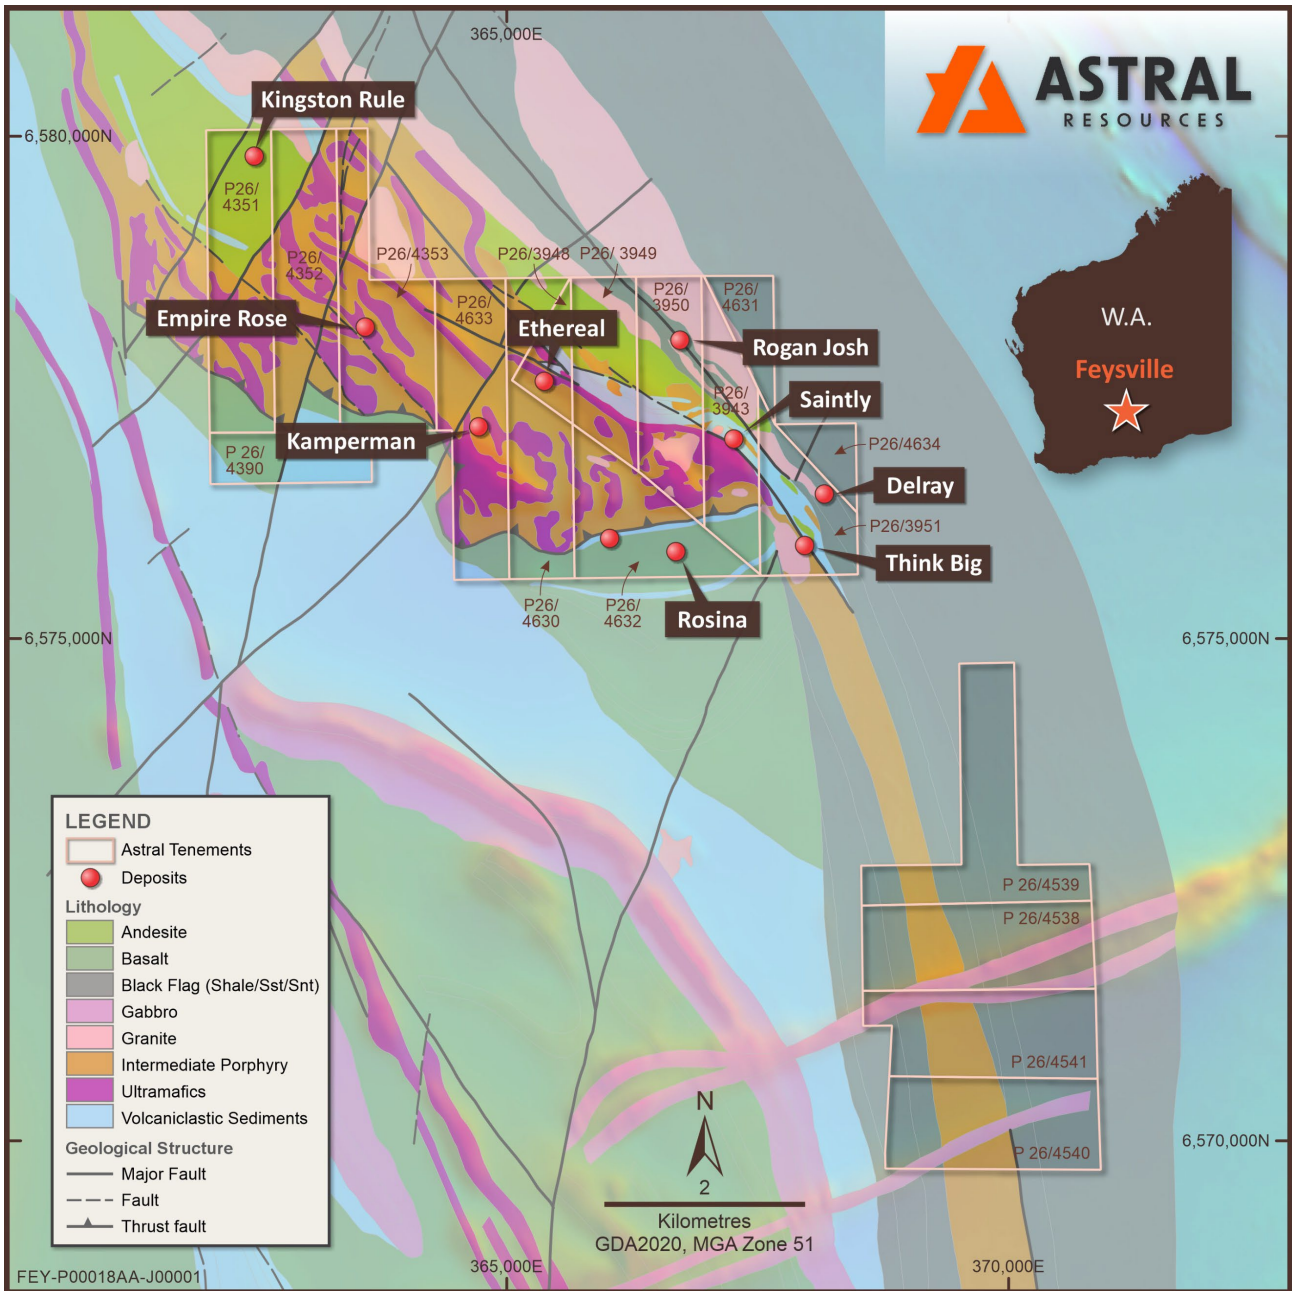 365,000E
ASTRAL
RESOURCES
Kingston Rule
6,580,000N
P26/
4351
P26/
4352
P26/4353
P26/3948
P26/ 3949
P26/
4633
P26/
3950
P26/
4631
Empire Rose
Ethereal
Rogan Josh
W.A.
Feysville
P26/
3943
Saintly
Kamperman
P 26/
4390
P26/4634
Delray
P26/3951
Think Big
P26/
4630
P26/
4632
Rosina
6,575,000N
6,575,000N
LEGEND
Astral Tenements
Deposits
Lithology
Andesite
Basalt
Black Flag (Shale/Sst/Snt)
Gabbro
Granite
Intermediate Porphyry
Ultramafics
Volcaniclastic Sediments
Geological Structure
Major Fault
Fault
Thrust fault
P 26/4539
P 26/4538
P 26/4541
P 26/4540
6,570,000N
N
2
Kilometres
GDA2020, MGA Zone 51
365,000E
370,000E
FEY-P00018AA-J00001